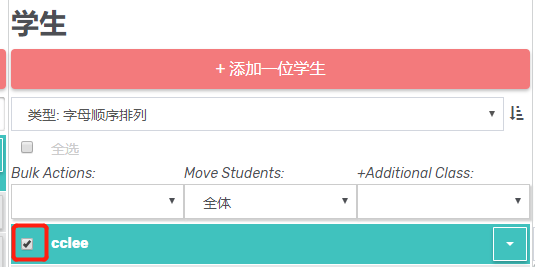 学生
+ 添加一位学生
类型: 字母顺序排列
全选
Bulk Actions: Move Students: +Additional Class:
全体
cclee